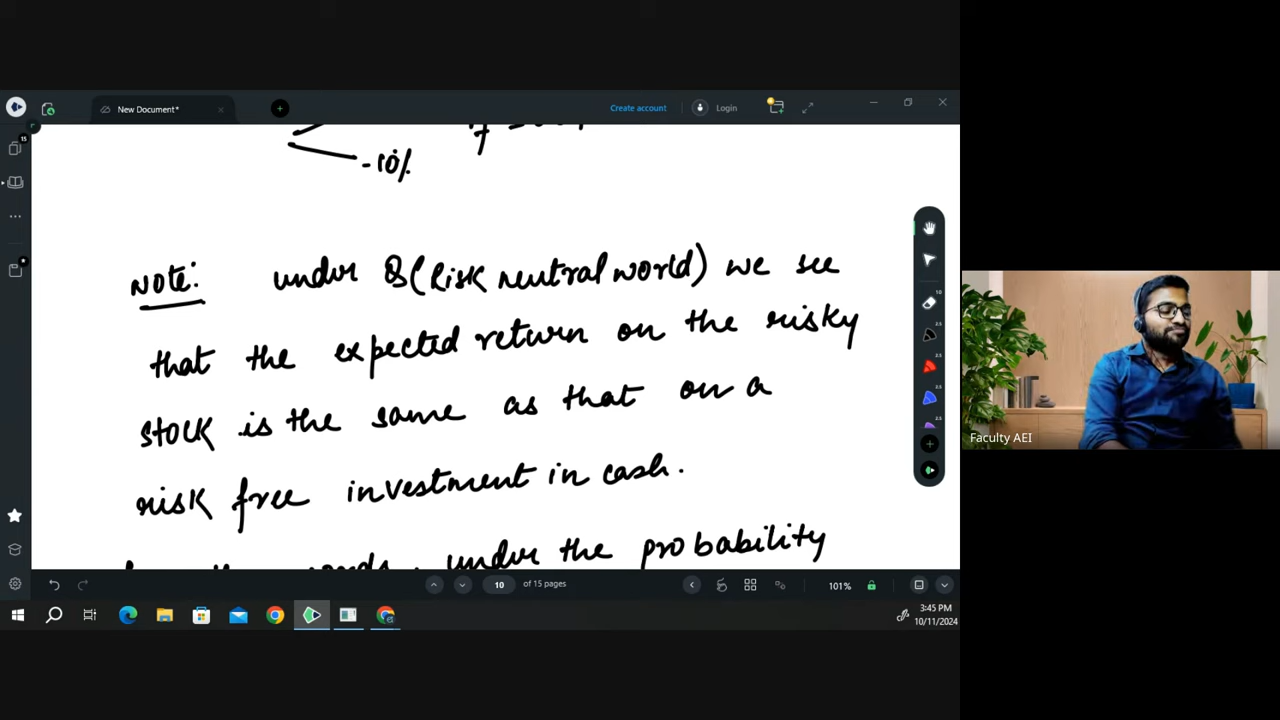 New Document*
Create account
Login
-10%
Note: under Q (Risk neutral world) we see
that the expected return on the risky
stock is the same as that on a
risk free investment in cash.
words, under the probability
Faculty AEI
10 of 15 pages
101%
3:45 PM
10/11/2024